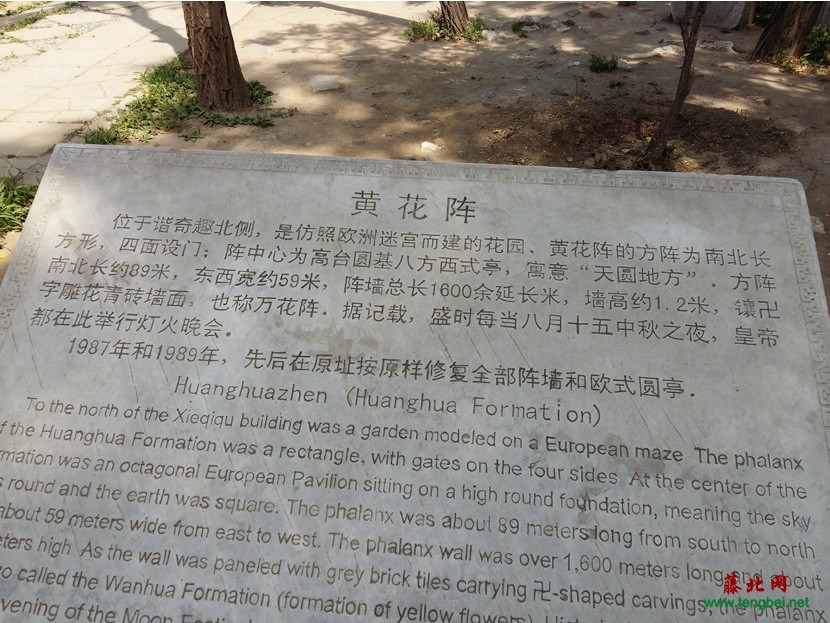 黄花阵
位于谐奇趣北侧，是仿照欧洲迷宫而建的花园．黄花阵的方阵为南北长
方形，四面设门；阵中心为高台圆基八方西式亭，寓意“天圆地方”．方阵
南北长约89米，东西宽约59米，阵墙总长1600余延长米，墙高约1.2米，镶卍
字雕花青砖墙面，也称万花阵．据记载，盛时每当八月十五中秋之夜，皇帝
都在此举行灯火晚会。
1987年和1989年，先后在原址按原样修复全部阵墙和欧式圆亭．
Huanghuazhen (Huanghua Formation)
To the north of the Xieqiqu building was a garden modeled on a European maze The phalanx
of the Huanghua Formation was a rectangle, with gates on the four sides At the center of the
rmation was an octagonal European Pavilion sitting on a high round foundation, meaning the sky
s round and the earth was square. The phalanx was about 89 meters long from south to north
about 59 meters wide from east to west. The phalanx wall was over 1,600 meters long and about
eters high As the wall was paneled with grey brick tiles carrying 卍-shaped carvings, the phalanx
so called the Wanhua Formation (formation of yellow flowers)
vening of the Moon
藤北网
www.tengbei.net